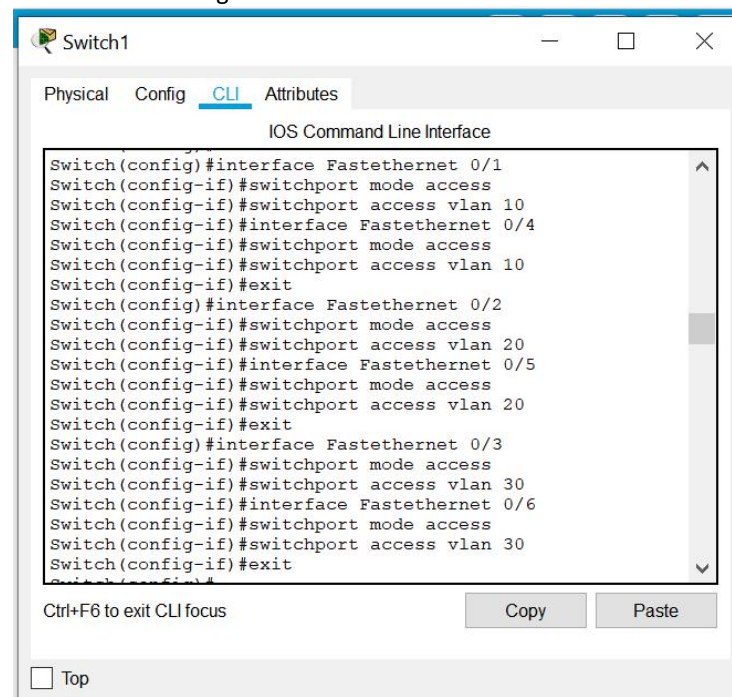 Switch1
Physical Config CLI Attributes
IOS Command Line Interface
Switch(config)#interface Fastethernet 0/1
Switch(config-if)#switchport mode access
Switch(config-if)#switchport access vlan 10
Switch(config-if)#interface Fastethernet 0/4
Switch(config-if)#switchport mode access
Switch(config-if)#switchport access vlan 10
Switch(config-if)#exit
Switch(config)#interface Fastethernet 0/2
Switch(config-if)#switchport mode access
Switch(config-if)#switchport access vlan 20
Switch(config-if)#interface Fastethernet 0/5
Switch(config-if)#switchport mode access
Switch(config-if)#switchport access vlan 20
Switch(config-if)#exit
Switch(config)#interface Fastethernet 0/3
Switch(config-if)#switchport mode access
Switch(config-if)#switchport access vlan 30
Switch(config-if)#interface Fastethernet 0/6
Switch(config-if)#switchport mode access
Switch(config-if)#switchport access vlan 30
Switch(config-if)#exit
Ctrl+F6 to exit CLI focus
Copy Paste
Top